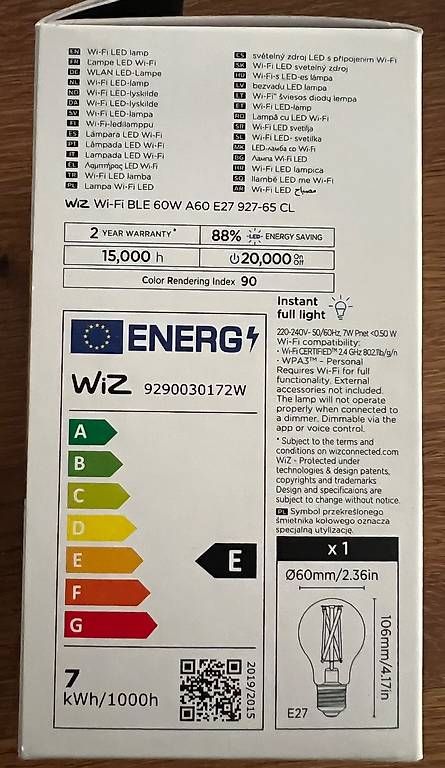 EN Wi-Fi LED lamp
FR Lampe LED Wi-Fi
DE WLAN LED-Lampe
NL Wi-Fi LED-lamp
NO Wi-Fi LED-lyskilde
DA Wi-Fi LED-lyskilde
SV Wi-Fi LED-lampa
FI Wi-Fi-ledilamppu
ES Lámpara LED Wi-Fi
PT Lâmpada LED Wi-Fi
IT Lampada LED Wi-Fi
EL Λαμπτήρας LED Wi-Fi
TR Wi-Fi LED lamba
PL Lampa Wi-Fi LED
CS světelný zdroj LED s připojením Wi-Fi
SK Wi-Fi LED svetelný zdroj
HU Wi-Fi-s LED-es lámpa
LV bezvadu LED lampa
LT Wi-Fi™ šviesos diodų lempa
ET Wi-Fi LED-lamp
RO Lampă cu LED Wi-Fi
SR Wi-Fi LED svetilja
SL Wi-Fi LED- svetilka
MK LED-ламба со Wi-Fi
BG Лампа Wi-Fi LED
HR Wi-Fi LED lampica
SQ llambë LED me Wi-Fi
AR Wi-Fi LED مصباح
WiZ Wi-Fi BLE 60W A60 E27 927-65 CL
2 YEAR WARRANTY*
88% LED ENERGY SAVING
15,000 h
20,000 On Off
Color Rendering Index 90
Instant
full light
220-240V- 50/60Hz, 7W Pnet <0.50 W
Wi-Fi compatibility:
• Wi-Fi CERTIFIED™ 2.4 GHz 802.11b/g/n
• WPA3™ – Personal
Requires Wi-Fi for full
functionality. External
accessories not included.
The lamp will not operate
properly when connected to
a dimmer. Dimmable via the
app or voice control.
* Subject to the terms and
conditions on wizconnected.com
WiZ - Protected under
technologies & design patents,
copyrights and trademarks
Design and specificaions are
subject to change without notice.
PL Symbol przekreślonego
śmietnika kołowego oznacza
specjalną utylizację.
ENERG
WiZ 9290030172W
A
B
C
D
E
F
G
E
7
kWh/1000h
2019/2015
x 1
Ø60mm/2.36in
106mm/4.17in
E27